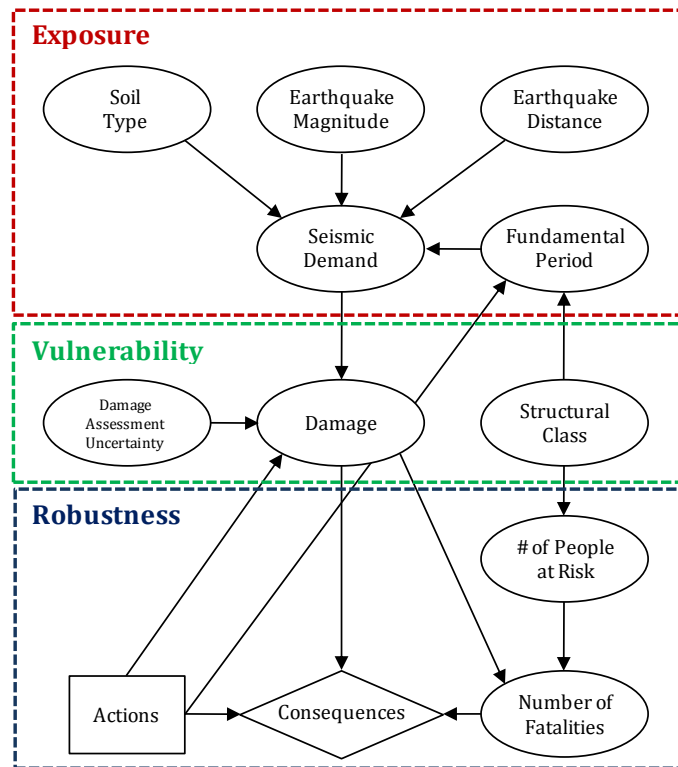 Exposure
Soil
Type
Earthquake
Magnitude
Earthquake
Distance
Seismic
Demand
Fundamental
Period
Vulnerability
Damage
Assessment
Uncertainty
Damage
Structural
Class
Robustness
# of People
at Risk
Actions
Consequences
Number of
Fatalities